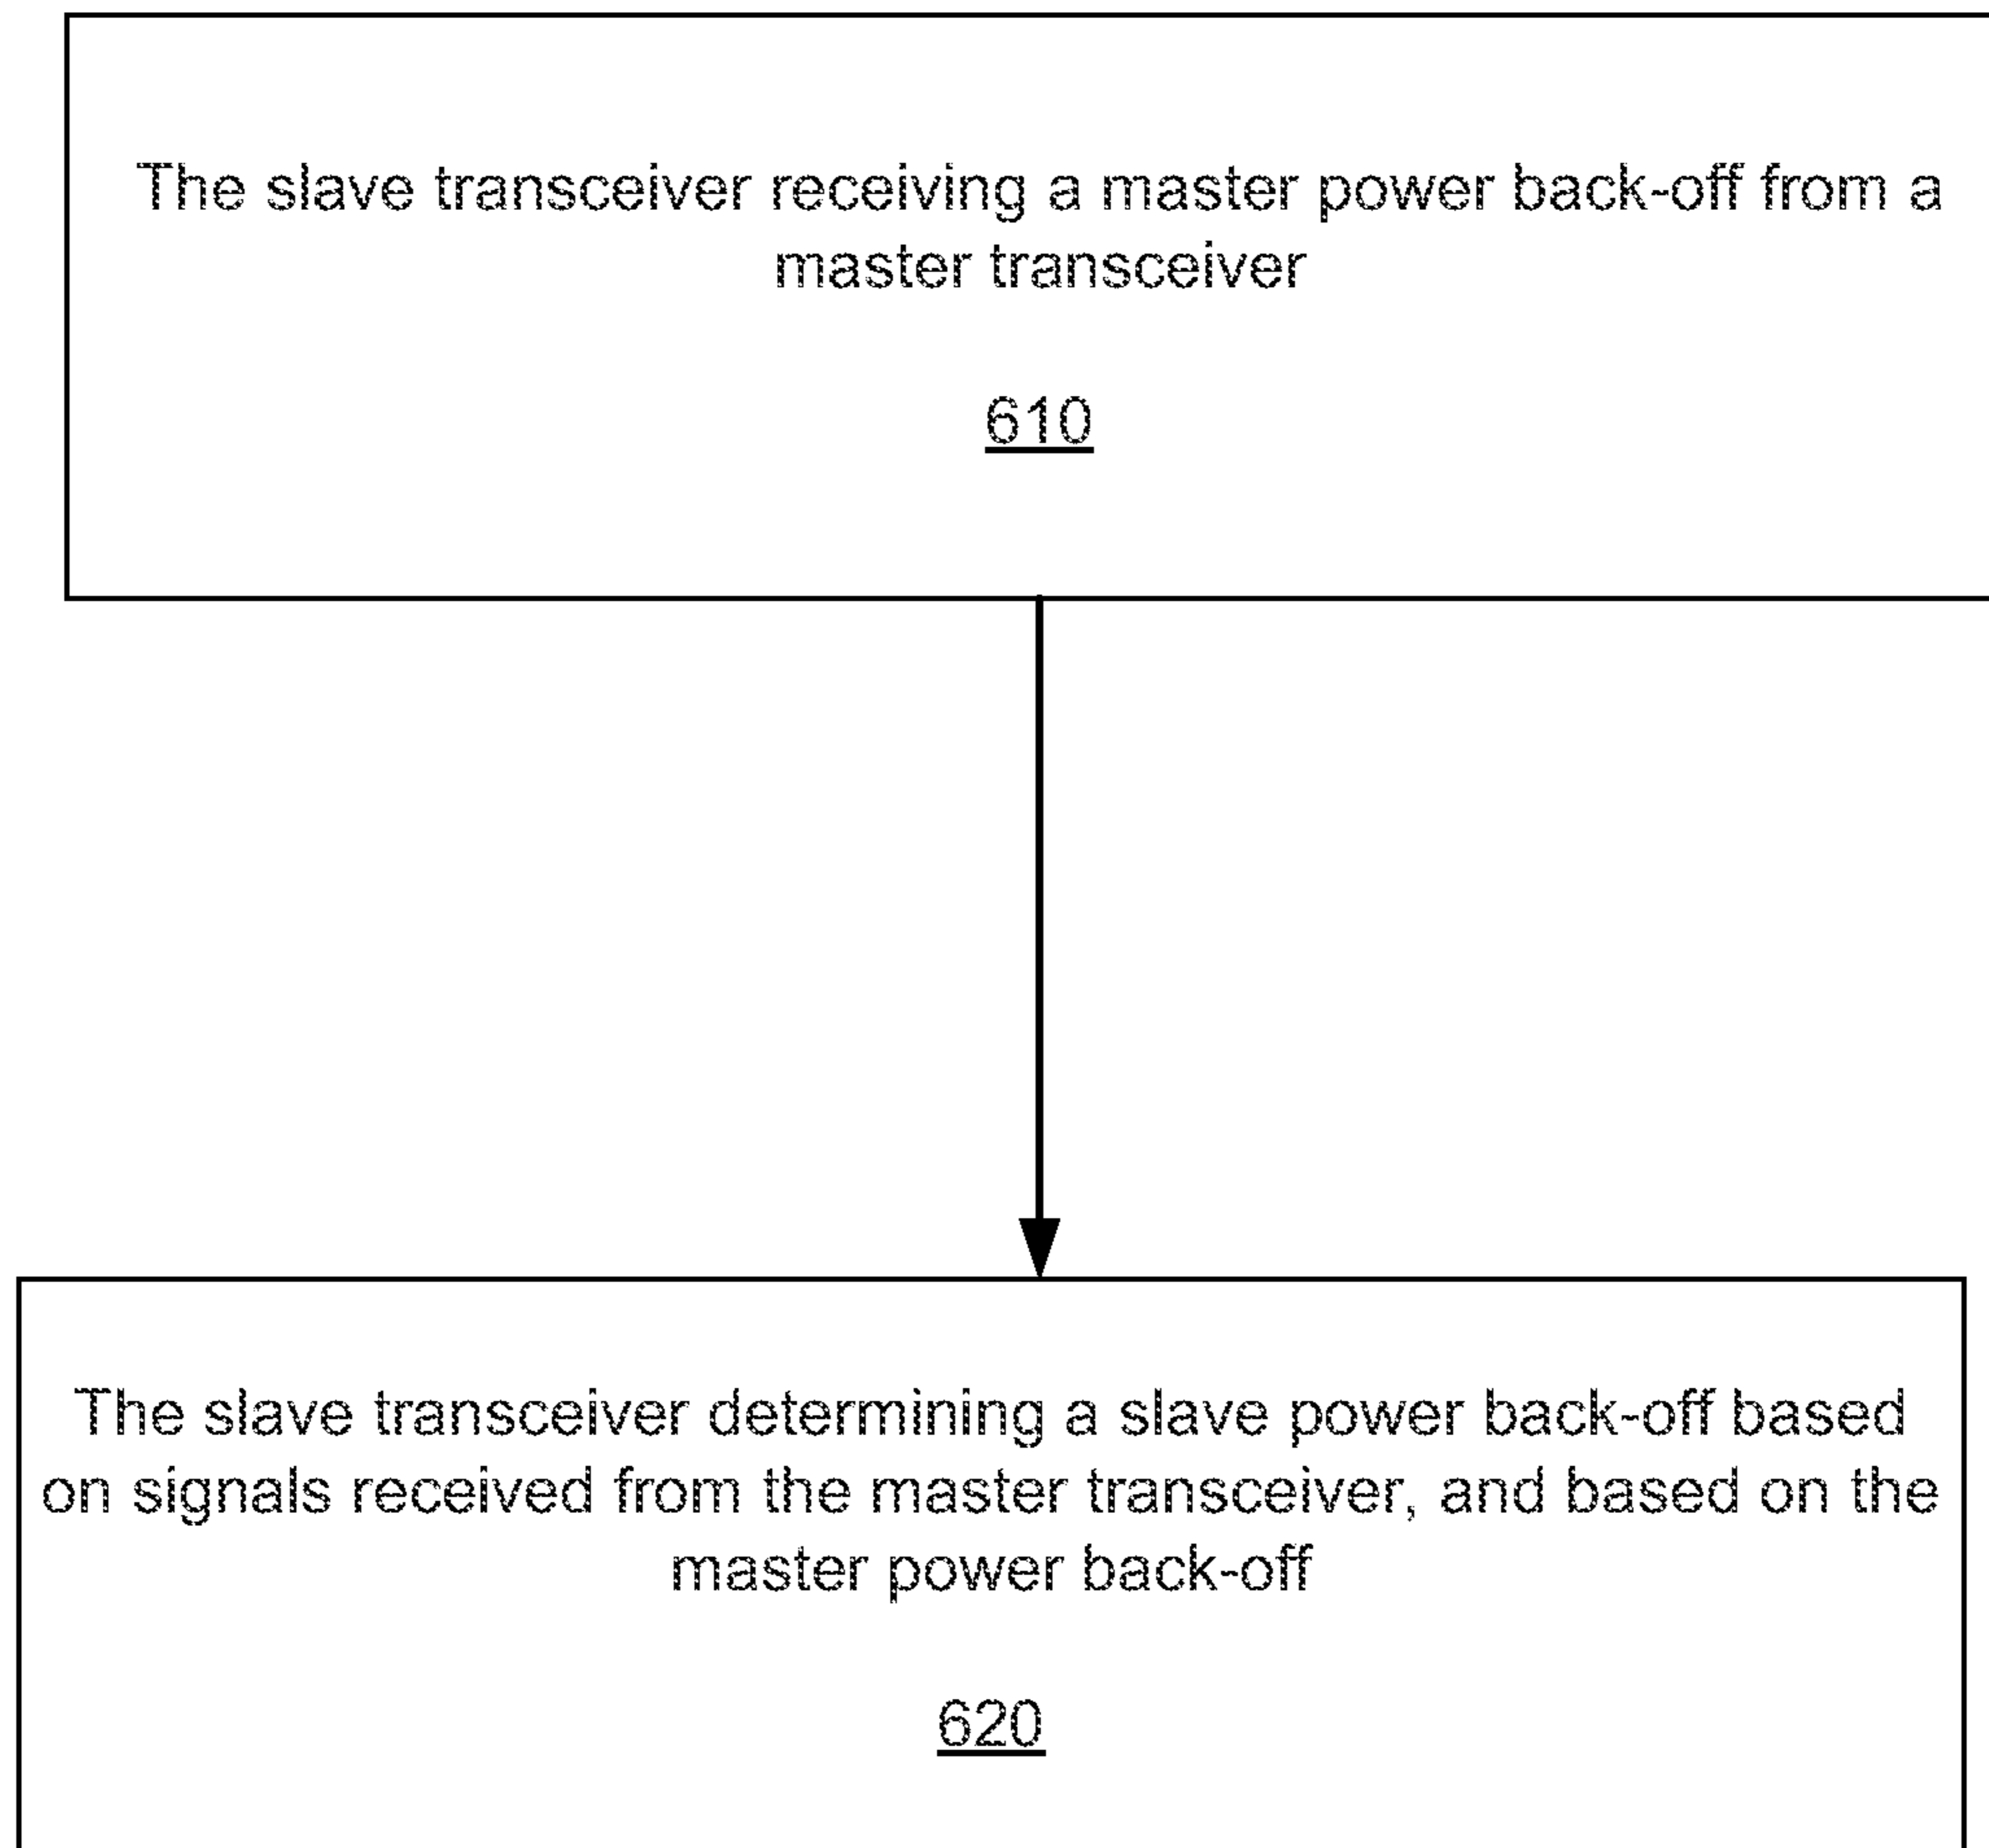 The slave transceiver receiving a master power back-off from a
master transceiver
610
The slave transceiver determining a slave power back-off based
on signals received from the master transceiver, and based on the
master power back-off
620